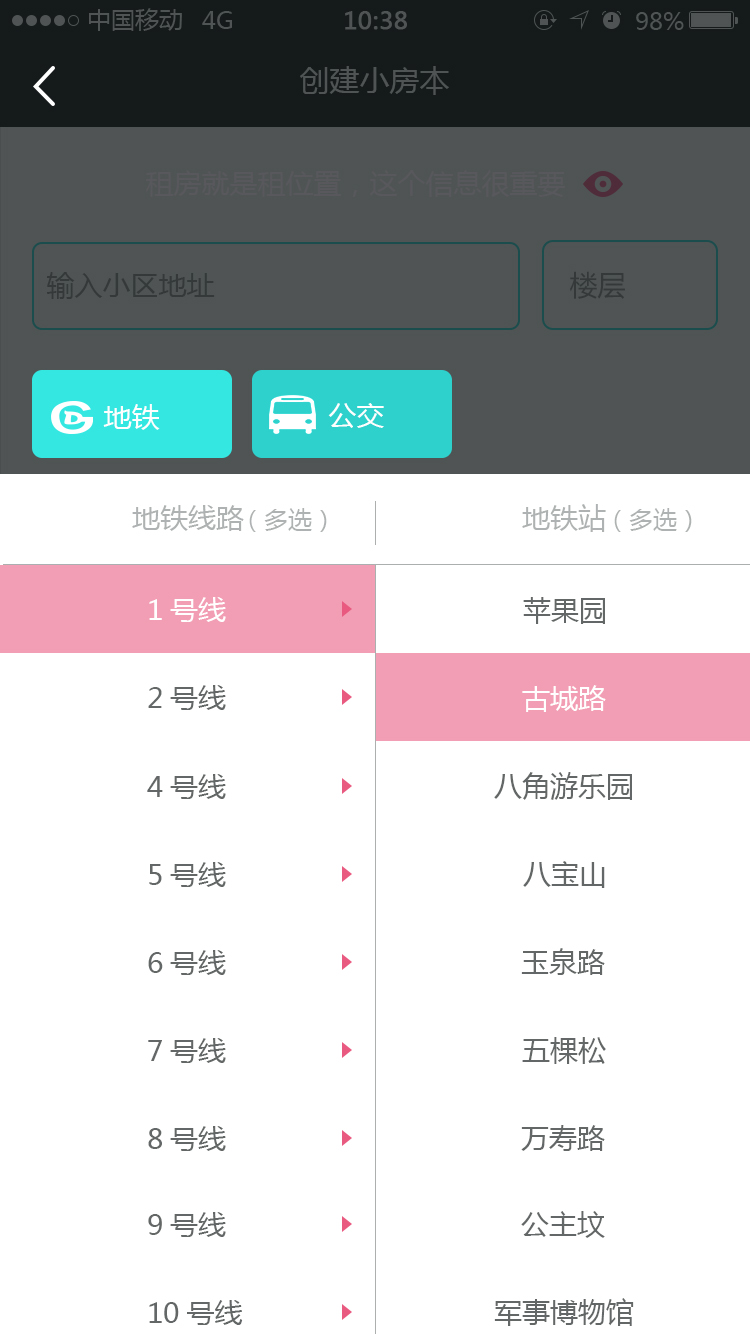 中国移动 4G 10:38 98%
创建小房本
租房就是租位置，这个信息很重要
输入小区地址 楼层
地铁 公交
地铁线路(多选) 地铁站(多选)
1 号线 苹果园
2 号线 古城路
4 号线 八角游乐园
5 号线 八宝山
6 号线 玉泉路
7 号线 五棵松
8 号线 万寿路
9 号线 公主坟
10 号线 军事博物馆